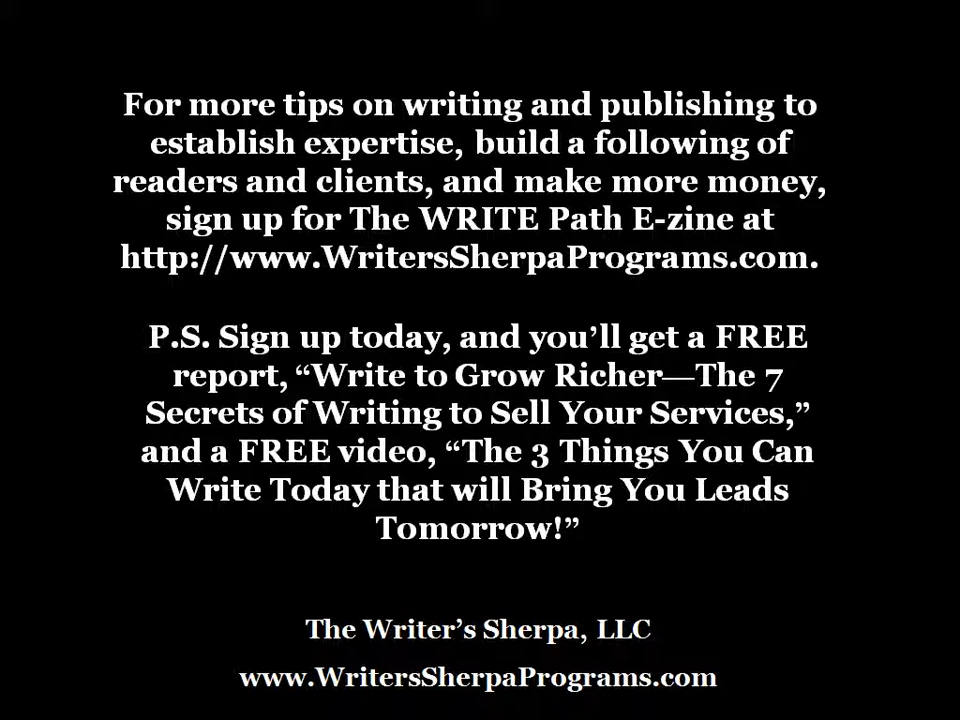 For more tips on writing and publishing to
establish expertise, build a following of
readers and clients, and make more money,
sign up for The WRITE Path E-zine at
http://www.WritersSherpaPrograms.com.
P.S. Sign up today, and you’ll get a FREE
report, “Write to Grow Richer—The 7
Secrets of Writing to Sell Your Services,”
and a FREE video, “The 3 Things You Can
Write Today that will Bring You Leads
Tomorrow!”
The Writer’s Sherpa, LLC
www.WritersSherpaPrograms.com